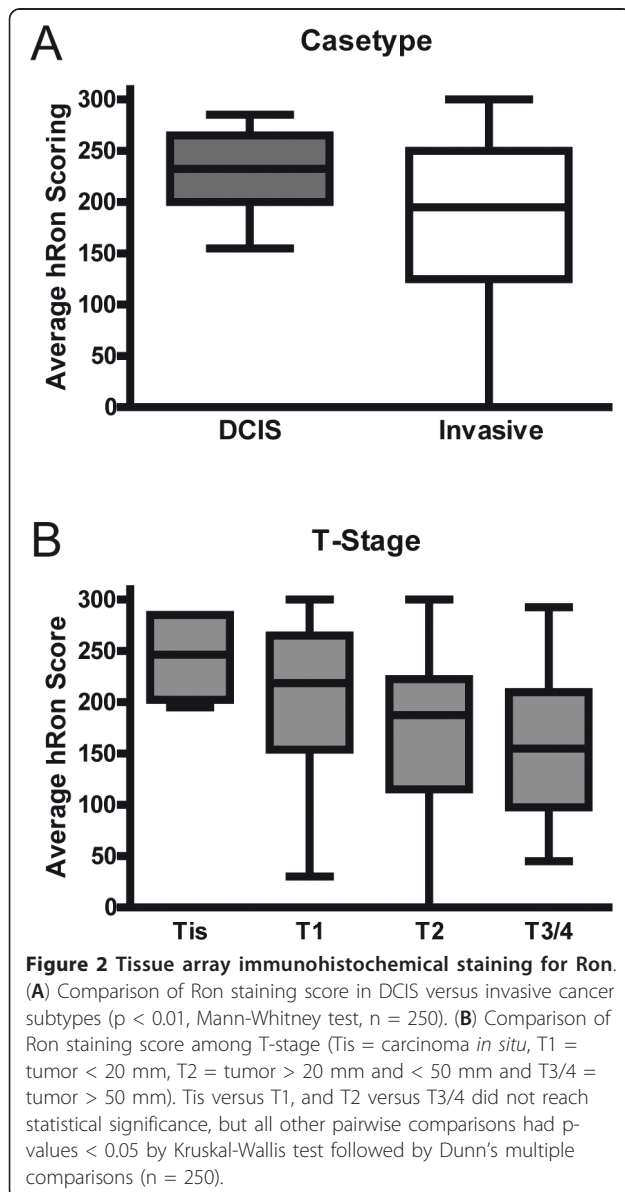 A
Casetype
Average hRon Scoring
300
250
200
150
100
50
0
DCIS Invasive
B
T-Stage
Average hRon Score
300
250
200
150
100
50
0
Tis T1 T2 T3/4
Figure 2 Tissue array immunohistochemical staining for Ron.
(A) Comparison of Ron staining score in DCIS versus invasive cancer
subtypes (p < 0.01, Mann-Whitney test, n = 250). (B) Comparison of
Ron staining score among T-stage (Tis = carcinoma in situ, T1 =
tumor < 20 mm, T2 = tumor > 20 mm and < 50 mm and T3/4 =
tumor > 50 mm). Tis versus T1, and T2 versus T3/4 did not reach
statistical significance, but all other pairwise comparisons had p-
values < 0.05 by Kruskal-Wallis test followed by Dunn's multiple
comparisons (n = 250).